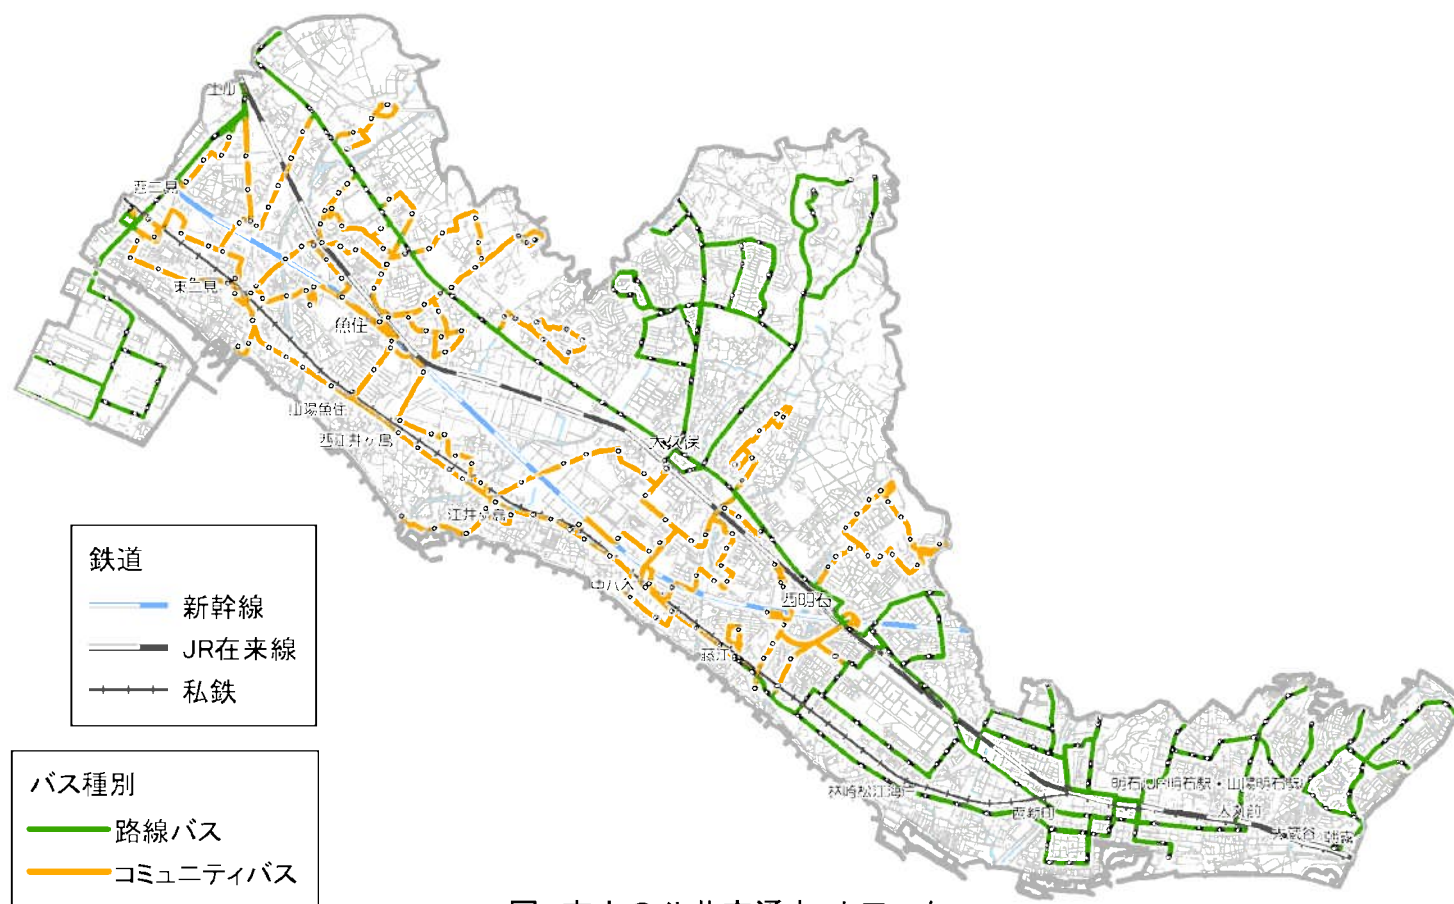 土山
西二見
東二見
魚住
山陽魚住
西江井ヶ島
大久保
江井ヶ島
中八木
西明石
藤江
林崎松江海岸
西新町
明石(JR明石駅・山陽明石駅)
人丸前
大蔵谷
朝霧
鉄道
新幹線
JR在来線
私鉄
バス種別
路線バス
コミュニティバス